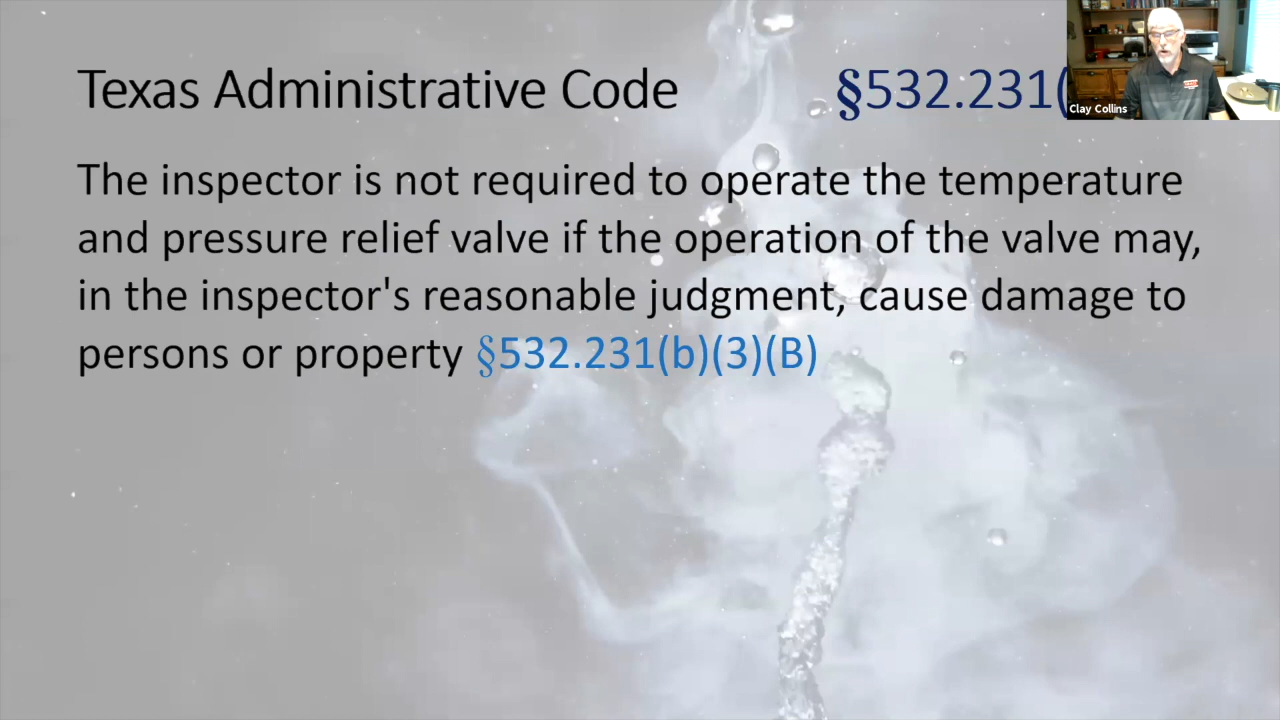 Texas Administrative Code §532.231(
Clay Collins
The inspector is not required to operate the temperature
and pressure relief valve if the operation of the valve may,
in the inspector's reasonable judgment, cause damage to
persons or property §532.231(b)(3)(B)